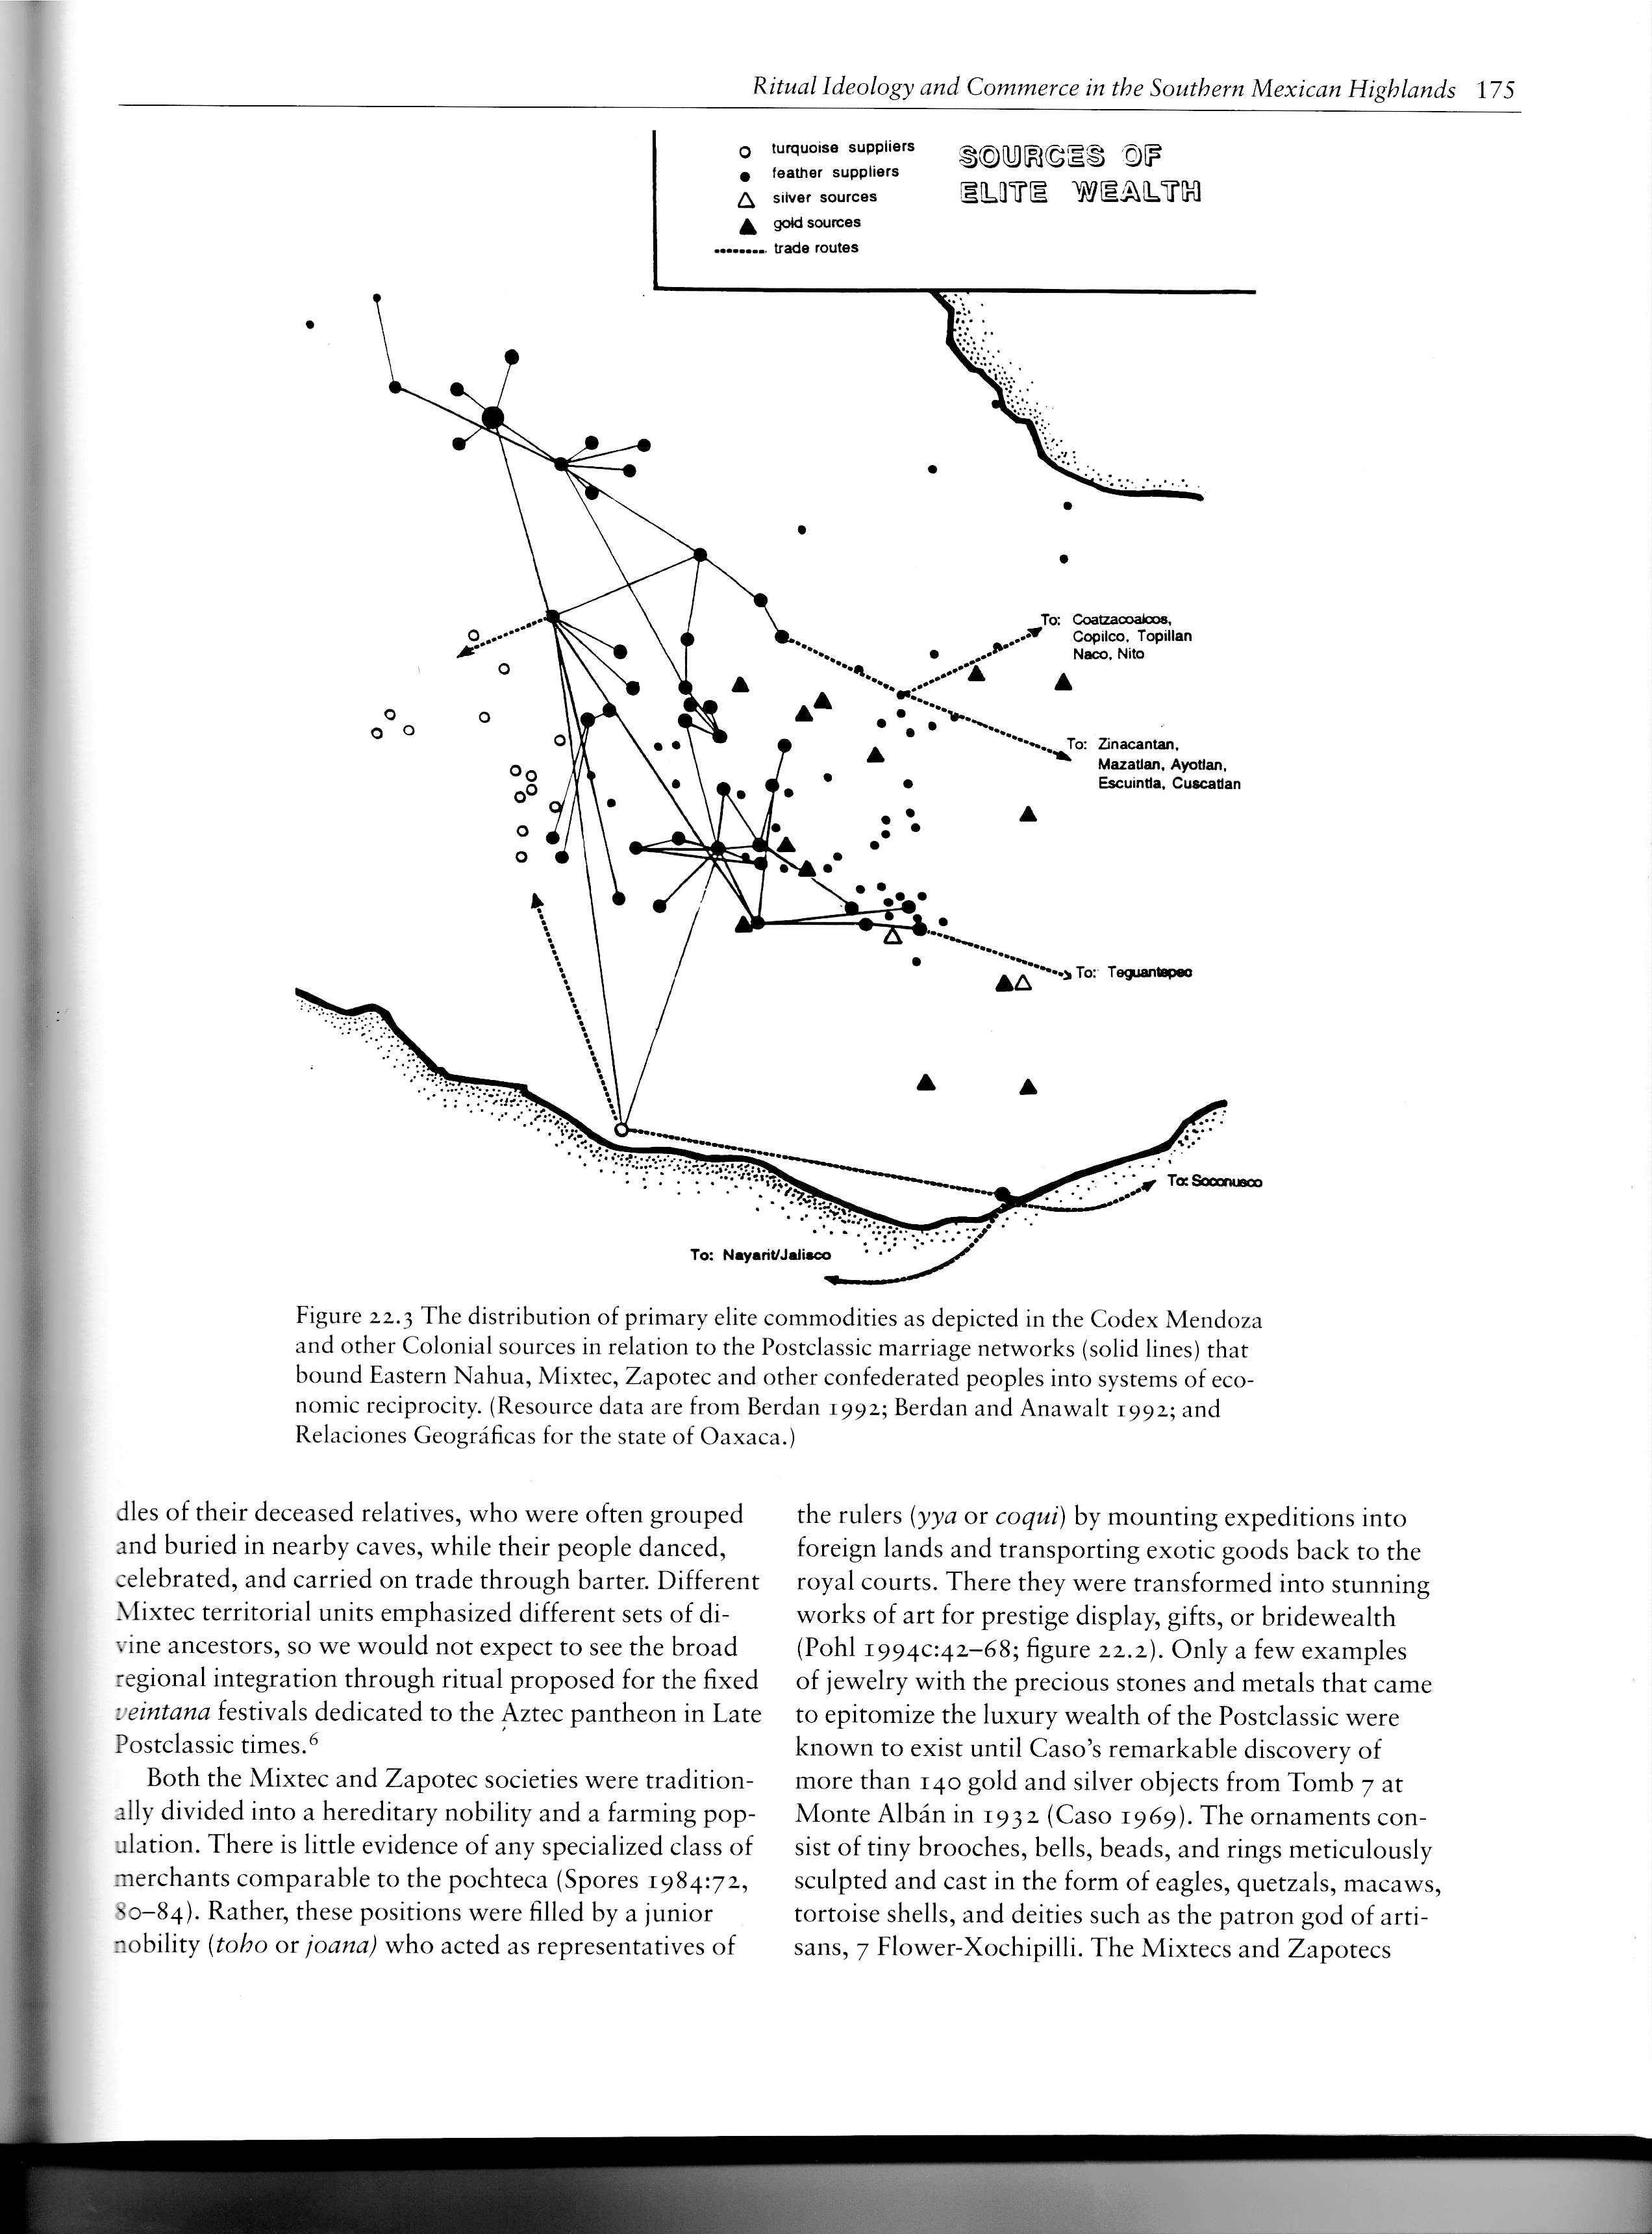 Ritual Ideology and Commerce in the Southern Mexican Highlands 175
turquoise suppliers
feather suppliers
silver sources
gold sources
trade routes
SOURCES OF
ELITE WEALTH
To: Coatzacoalcos,
Copilco, Topillan
Naco, Nito
To: Zinacantan,
Mazatlan, Ayotlan,
Escuintla, Cuscatlan
To: Teguantepec
To: Soconusco
To: Nayarit/Jalisco
Figure 22.3 The distribution of primary elite commodities as depicted in the Codex Mendoza
and other Colonial sources in relation to the Postclassic marriage networks (solid lines) that
bound Eastern Nahua, Mixtec, Zapotec and other confederated peoples into systems of eco-
nomic reciprocity. (Resource data are from Berdan 1992; Berdan and Anawalt 1992; and
Relaciones Geográficas for the state of Oaxaca.)
dles of their deceased relatives, who were often grouped
and buried in nearby caves, while their people danced,
celebrated, and carried on trade through barter. Different
Mixtec territorial units emphasized different sets of di-
vine ancestors, so we would not expect to see the broad
regional integration through ritual proposed for the fixed
veintana festivals dedicated to the Aztec pantheon in Late
Postclassic times.6
Both the Mixtec and Zapotec societies were tradition-
ally divided into a hereditary nobility and a farming pop-
ulation. There is little evidence of any specialized class of
merchants comparable to the pochteca (Spores 1984:72,
80–84). Rather, these positions were filled by a junior
nobility (toho or joana) who acted as representatives of
the rulers (yya or coqui) by mounting expeditions into
foreign lands and transporting exotic goods back to the
royal courts. There they were transformed into stunning
works of art for prestige display, gifts, or bridewealth
(Pohl 1994c:42–68; figure 22.2). Only a few examples
of jewelry with the precious stones and metals that came
to epitomize the luxury wealth of the Postclassic were
known to exist until Caso's remarkable discovery of
more than 140 gold and silver objects from Tomb 7 at
Monte Albán in 1932 (Caso 1969). The ornaments con-
sist of tiny brooches, bells, beads, and rings meticulously
sculpted and cast in the form of eagles, quetzals, macaws,
tortoise shells, and deities such as the patron god of arti-
sans, 7 Flower-Xochipilli. The Mixtecs and Zapotecs